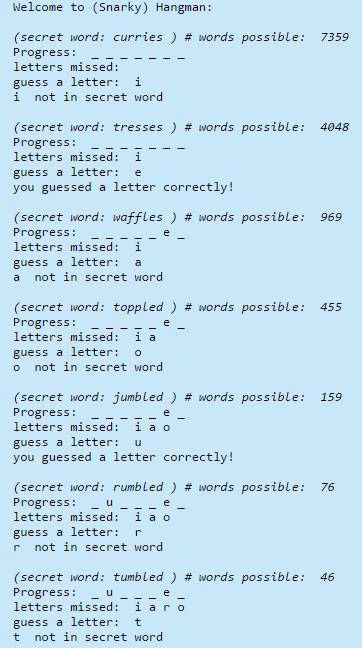 Welcome to (Snarky) Hangman:
(secret word: curries ) # words possible: 7359
Progress: _ _ _ _ _ _ _
letters missed:
guess a letter: i
i not in secret word
(secret word: tresses ) # words possible: 4048
Progress: _ _ _ _ _ _ _
letters missed: i
guess a letter: e
you guessed a letter correctly!
(secret word: waffles ) # words possible: 969
Progress: _ _ _ _ _ e _
letters missed: i
guess a letter: a
a not in secret word
(secret word: toppled ) # words possible: 455
Progress: _ _ _ _ _ e _
letters missed: i a
guess a letter: o
o not in secret word
(secret word: jumbled ) # words possible: 159
Progress: _ _ _ _ _ e _
letters missed: i a o
guess a letter: u
you guessed a letter correctly!
(secret word: rumbled ) # words possible: 76
Progress: _ u _ _ _ e _
letters missed: i a o
guess a letter: r
r not in secret word
(secret word: tumbled ) # words possible: 46
Progress: _ u _ _ _ e _
letters missed: i a r o
guess a letter: t
t not in secret word